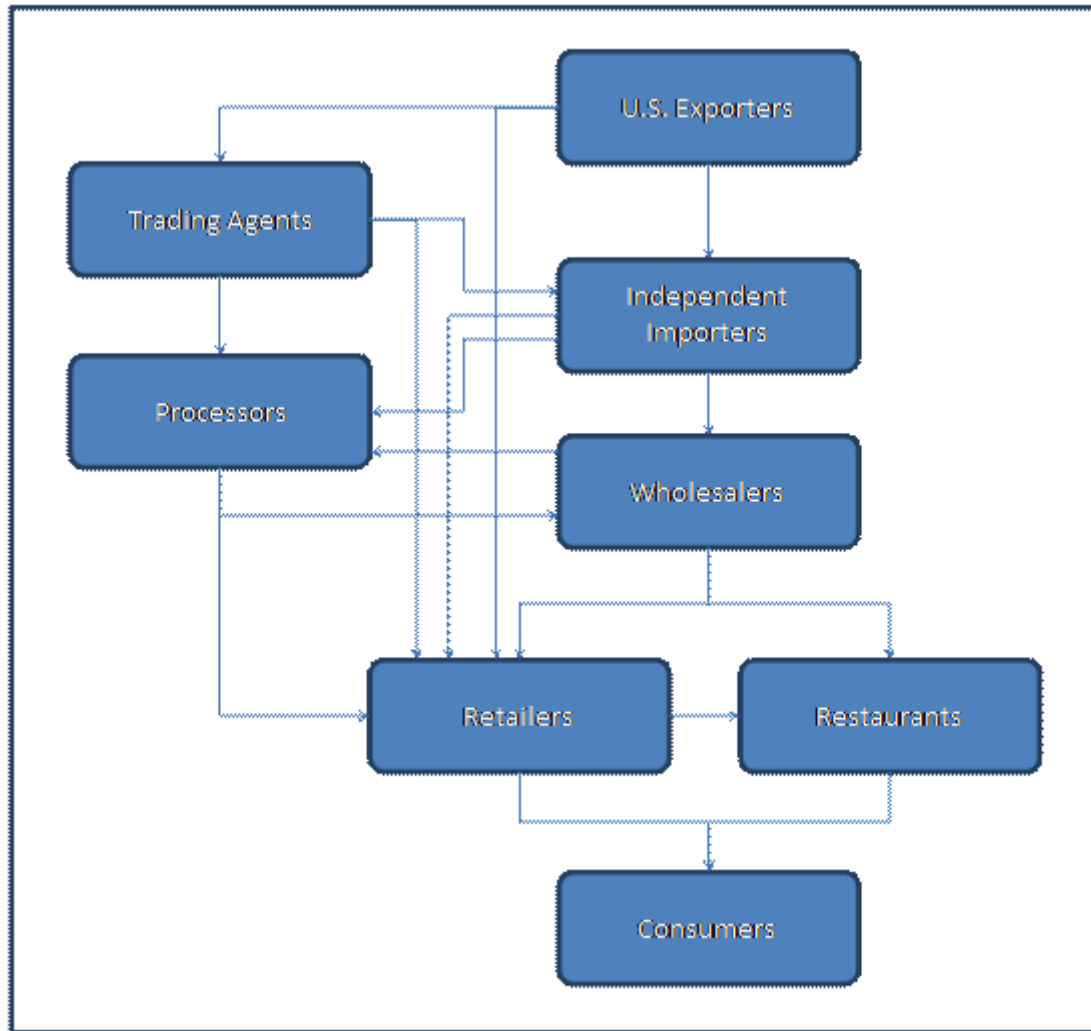 U.S. Exporters
Trading Agents
Independent
Importers
Processors
Wholesalers
Retailers
Restaurants
Consumers